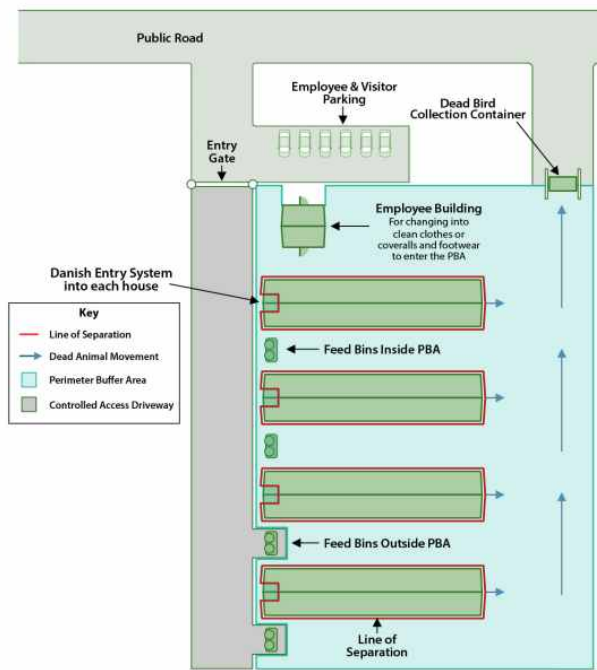 Public Road
Employee & Visitor
Parking
Dead Bird
Collection Container
Entry
Gate
Employee Building
For changing into
clean clothes or
coveralls and footwear
to enter the PBA
Danish Entry System
into each house
Key
Line of Separation
Dead Animal Movement
Perimeter Buffer Area
Controlled Access Driveway
Feed Bins Inside PBA
Feed Bins Outside PBA
Line of
Separation